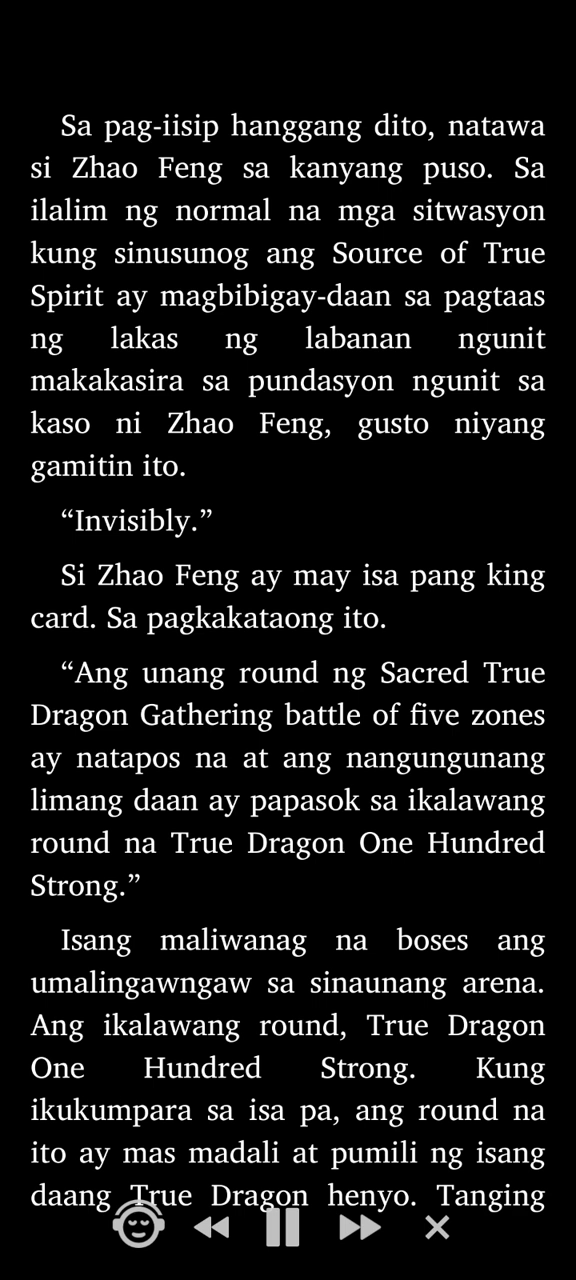 Sa pag-iisip hanggang dito, natawa
si Zhao Feng sa kanyang puso. Sa
ilalim ng normal na mga sitwasyon
kung sinusunog ang Source of True
Spirit ay magbibigay-daan sa pagtaas
ng lakas ng labanan ngunit
makakasira sa pundasyon ngunit sa
kaso ni Zhao Feng, gusto niyang
gamitin ito.
“Invisibly.”
Si Zhao Feng ay may isa pang king
card. Sa pagkakataong ito.
“Ang unang round ng Sacred True
Dragon Gathering battle of five zones
ay natapos na at ang nangungunang
limang daan ay papasok sa ikalawang
round na True Dragon One Hundred
Strong.”
Isang maliwanag na boses ang
umalingawngaw sa sinaunang arena.
Ang ikalawang round, True Dragon
One Hundred Strong. Kung
ikukumpara sa isa pa, ang round na
ito ay mas madali at pumili ng isang
daang True Dragon henyo. Tanging